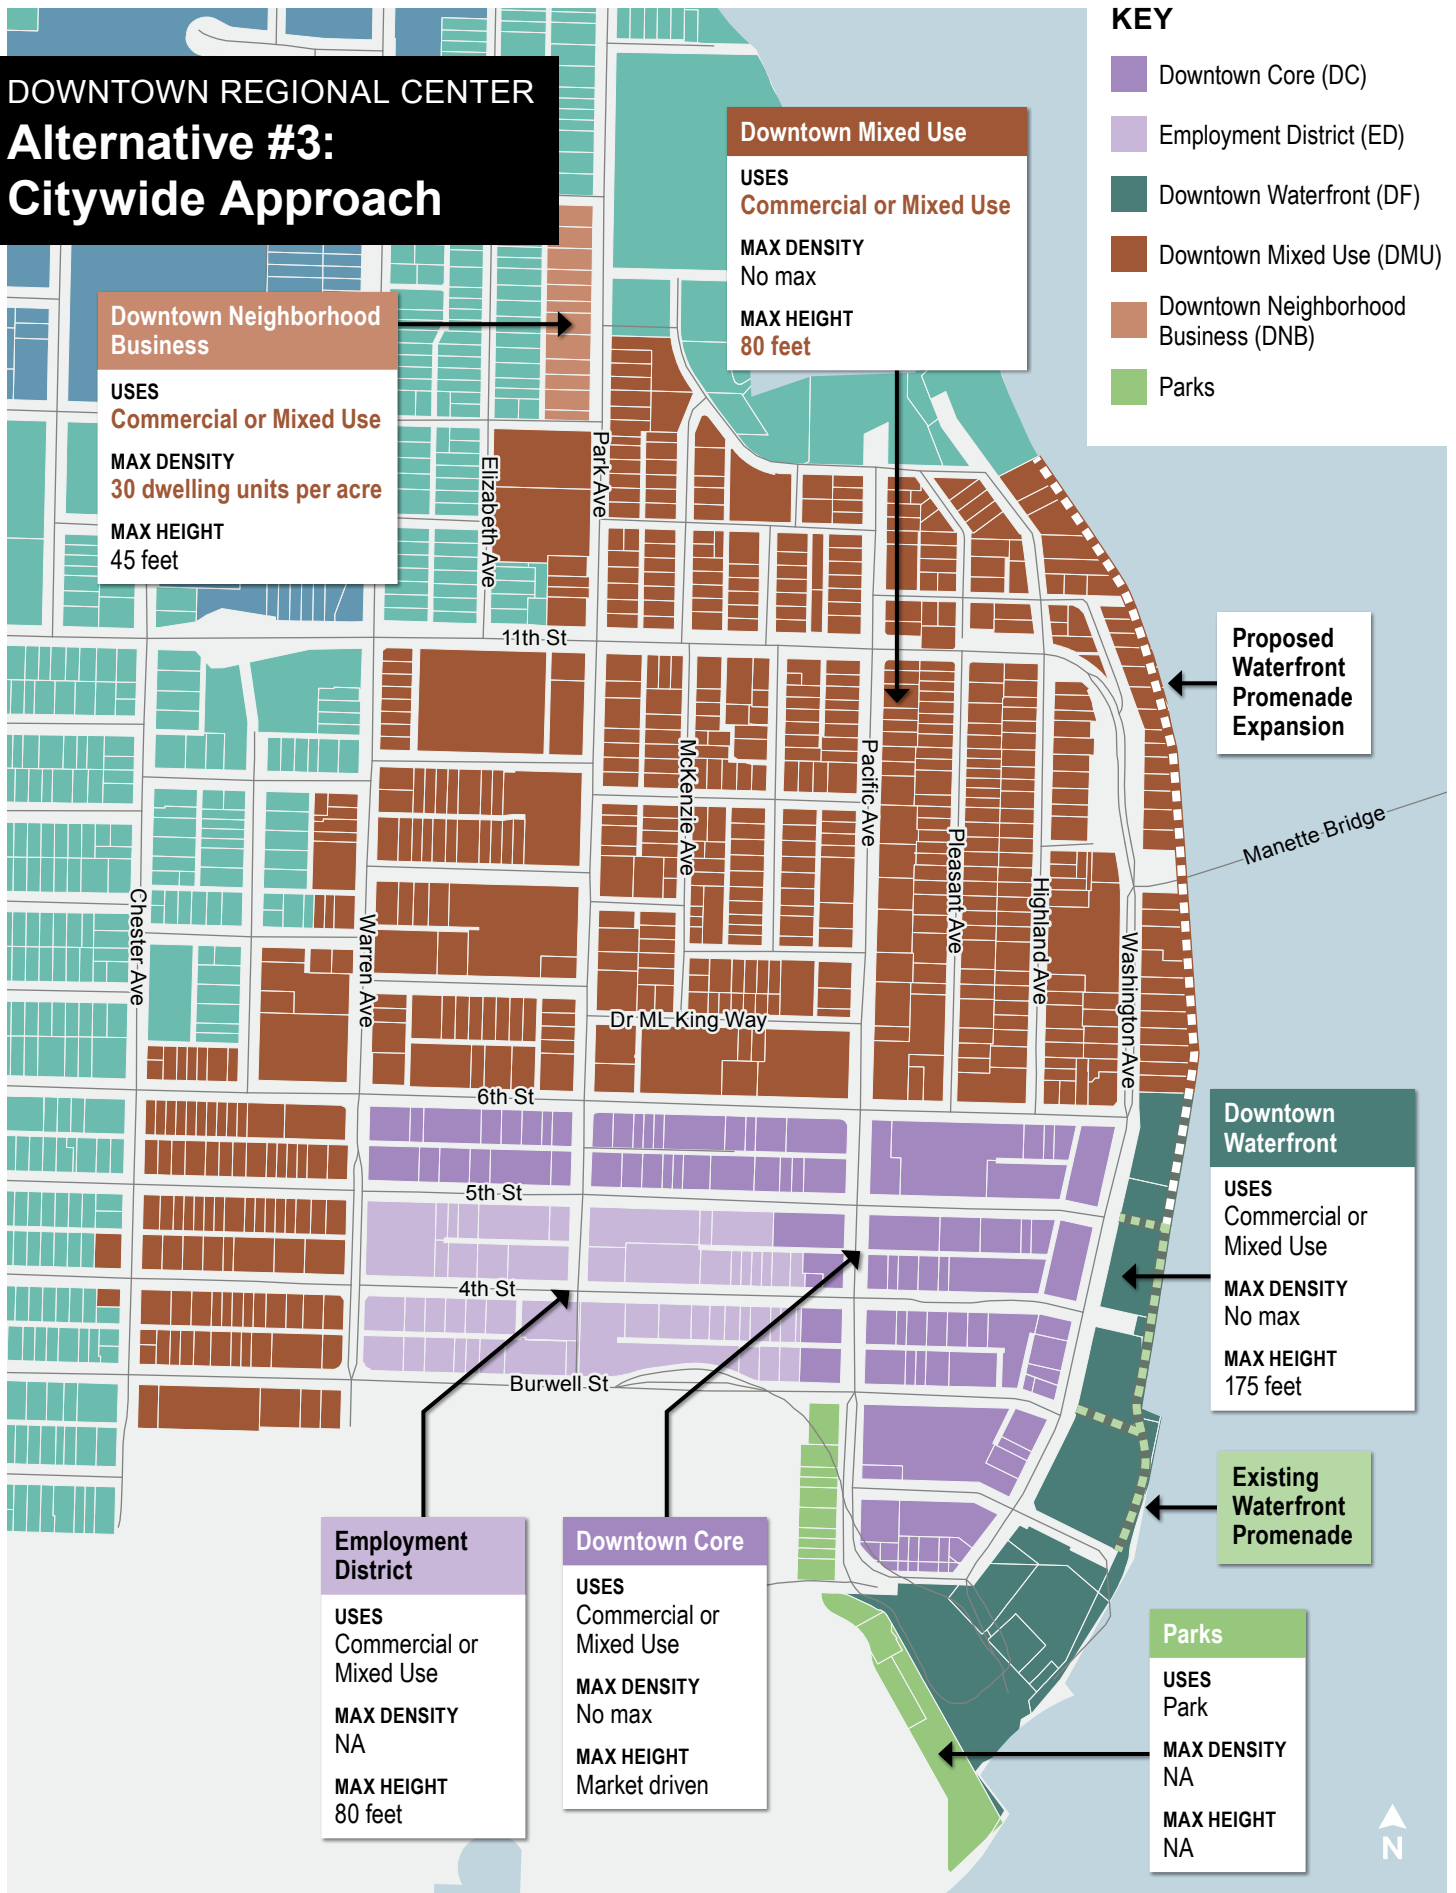 DOWNTOWN REGIONAL CENTER
Alternative #3:
Citywide Approach
KEY
Downtown Core (DC)
Employment District (ED)
Downtown Waterfront (DF)
Downtown Mixed Use (DMU)
Downtown Neighborhood
Business (DNB)
Parks
Downtown Mixed Use
USES
Commercial or Mixed Use
MAX DENSITY
No max
MAX HEIGHT
80 feet
Downtown Neighborhood
Business
USES
Commercial or Mixed Use
MAX DENSITY
30 dwelling units per acre
MAX HEIGHT
45 feet
Elizabeth Ave
Park Ave
11th St
Proposed
Waterfront
Promenade
Expansion
McKenzie Ave
Pacific Ave
Pleasant Ave
Highland Ave
Washington Ave
Manette Bridge
Chester Ave
Warren Ave
Dr ML King Way
6th St
5th St
4th St
Burwell St
Downtown
Waterfront
USES
Commercial or
Mixed Use
MAX DENSITY
No max
MAX HEIGHT
175 feet
Existing
Waterfront
Promenade
Employment
District
USES
Commercial or
Mixed Use
MAX DENSITY
NA
MAX HEIGHT
80 feet
Downtown Core
USES
Commercial or
Mixed Use
MAX DENSITY
No max
MAX HEIGHT
Market driven
Parks
USES
Park
MAX DENSITY
NA
MAX HEIGHT
NA
N